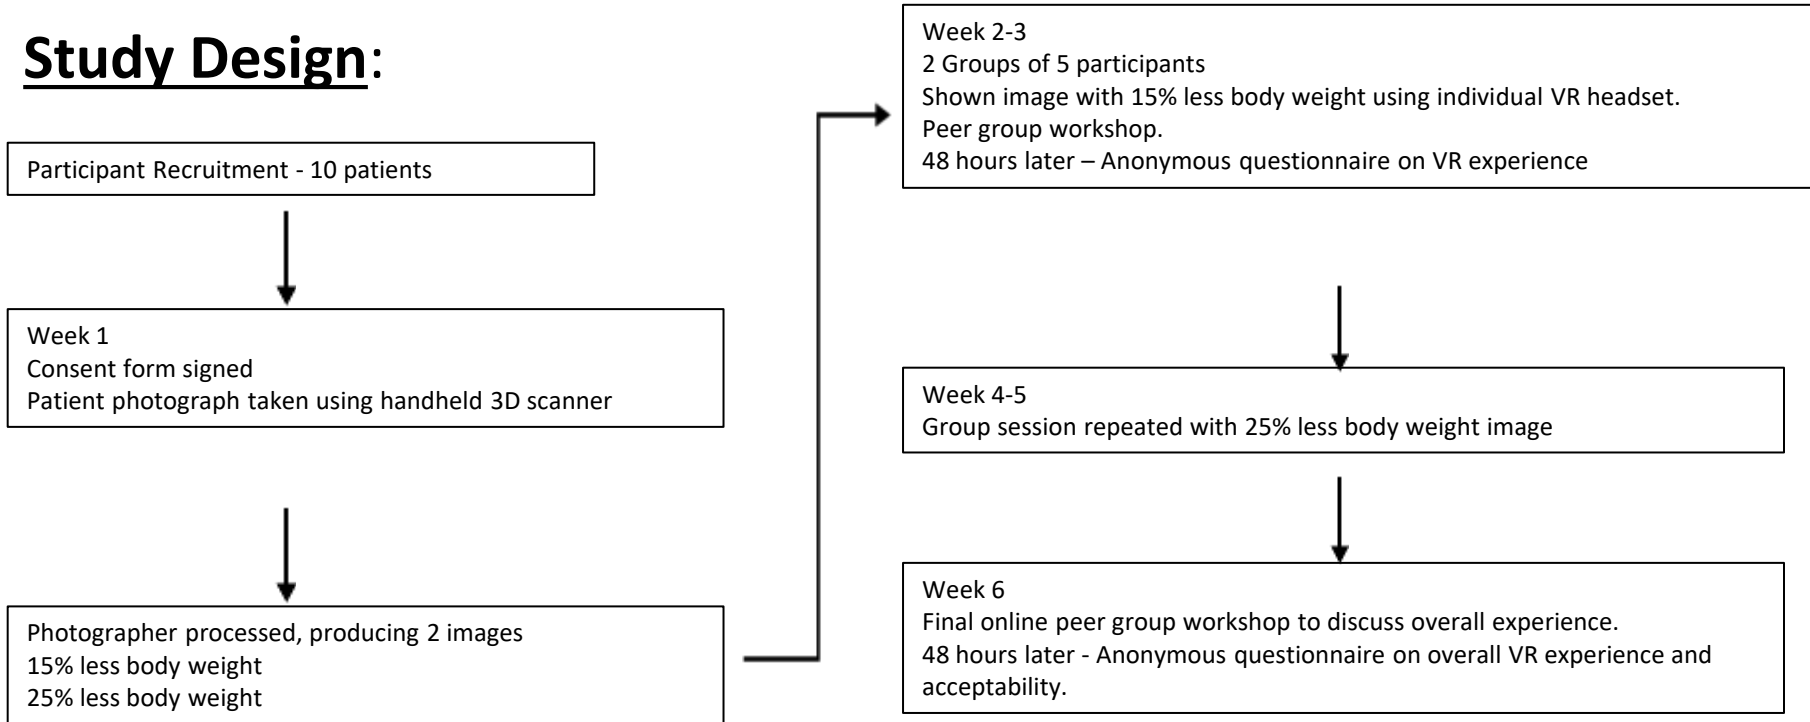 Study Design:
Participant Recruitment - 10 patients
Week 1
Consent form signed
Patient photograph taken using handheld 3D scanner
Photographer processed, producing 2 images
15% less body weight
25% less body weight
Week 2-3
2 Groups of 5 participants
Shown image with 15% less body weight using individual VR headset.
Peer group workshop.
48 hours later – Anonymous questionnaire on VR experience
Week 4-5
Group session repeated with 25% less body weight image
Week 6
Final online peer group workshop to discuss overall experience.
48 hours later - Anonymous questionnaire on overall VR experience and
acceptability.